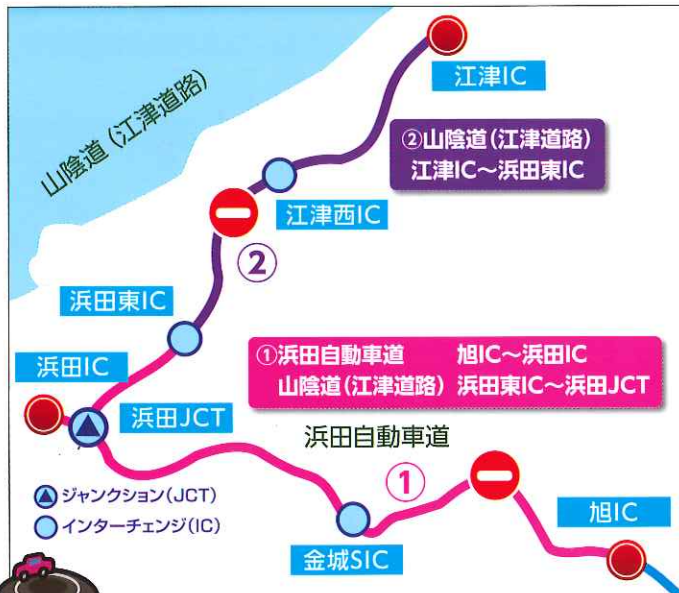 江津IC
山陰道(江津道路)
②山陰道(江津道路)
江津IC～浜田東IC
江津西IC
②
浜田東IC
浜田IC
①浜田自動車道 旭IC～浜田IC
山陰道(江津道路) 浜田東IC～浜田JCT
浜田JCT
浜田自動車道
①
ジャンクション(JCT)
インターチェンジ(IC)
旭IC
金城SIC